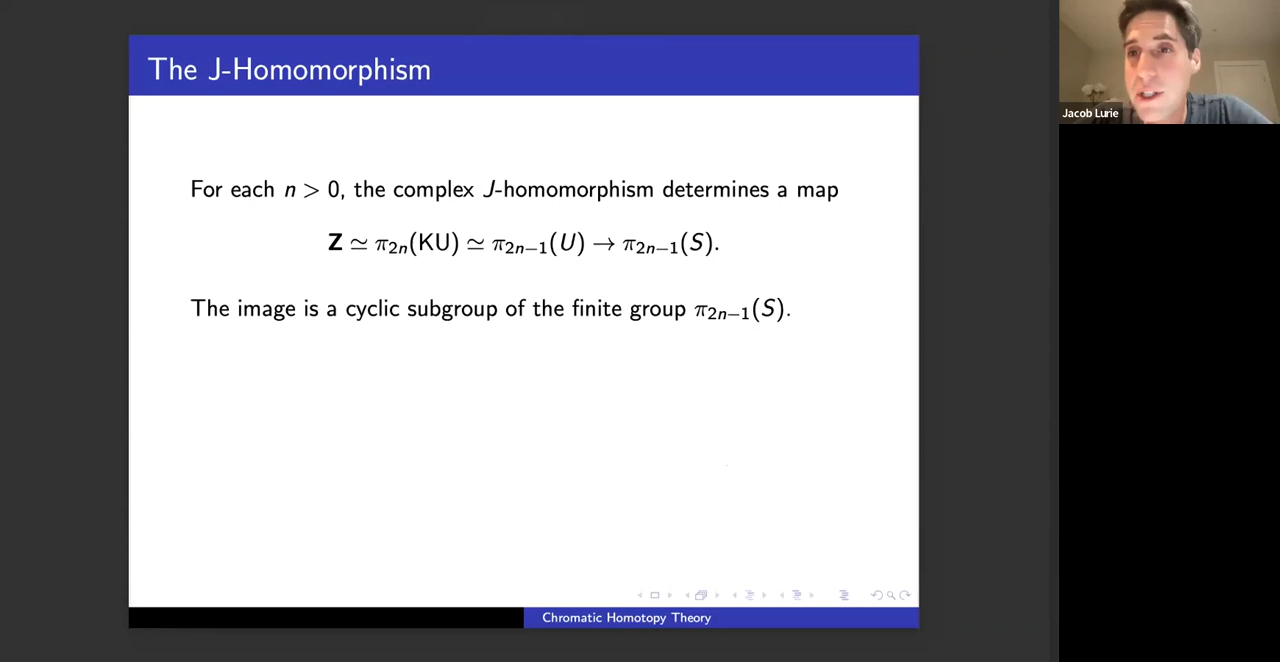 The J-Homomorphism
For each n > 0, the complex J-homomorphism determines a map
Z ≃ π₂ₙ(KU) ≃ π₂ₙ₋₁(U) → π₂ₙ₋₁(S).
The image is a cyclic subgroup of the finite group π₂ₙ₋₁(S).
Chromatic Homotopy Theory
Jacob Lurie